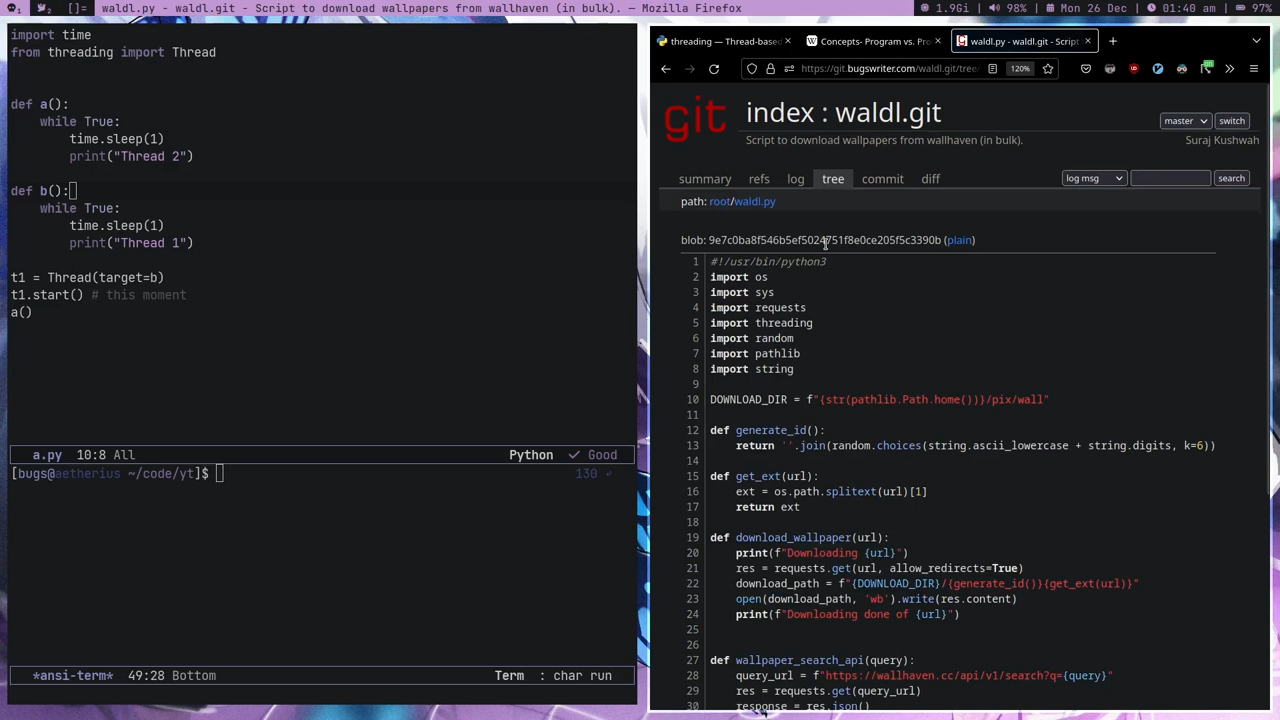 []= waldl.py - waldl.git - Script to download wallpapers from wallhaven (in bulk). — Mozilla Firefox
1.9Gi 98% Mon 26 Dec 01:40 am 97%
import time
from threading import Thread
def a():
while True:
time.sleep(1)
print("Thread 2")
def b():
while True:
time.sleep(1)
print("Thread 1")
t1 = Thread(target=b)
t1.start() # this moment
a()
a.py 10:8 All Python ✓ Good
[bugs@aetherius ~/code/yt]$ 130
*ansi-term* 49:28 Bottom Term : char run
threading — Thread-based
Concepts- Program vs. Pro
waldl.py - waldl.git - Script
https://git.bugswriter.com/waldl.git/tree 120%
on
git
index : waldl.git
master switch
Script to download wallpapers from wallhaven (in bulk). Suraj Kushwah
summary refs log tree commit diff log msg search
path: root/waldl.py
blob: 9e7c0ba8f546b5ef5024751f8e0ce205f5c3390b (plain)
1 #!/usr/bin/python3
2 import os
3 import sys
4 import requests
5 import threading
6 import random
7 import pathlib
8 import string
9
10 DOWNLOAD_DIR = f"{str(pathlib.Path.home())}/pix/wall"
11
12 def generate_id():
13 return ''.join(random.choices(string.ascii_lowercase + string.digits, k=6))
14
15 def get_ext(url):
16 ext = os.path.splitext(url)[1]
17 return ext
18
19 def download_wallpaper(url):
20 print(f"Downloading {url}")
21 res = requests.get(url, allow_redirects=True)
22 download_path = f"{DOWNLOAD_DIR}/{generate_id()}{get_ext(url)}"
23 open(download_path, 'wb').write(res.content)
24 print(f"Downloading done of {url}")
25
26
27 def wallpaper_search_api(query):
28 query_url = f"https://wallhaven.cc/api/v1/search?q={query}"
29 res = requests.get(query_url)
30 response = res.json()